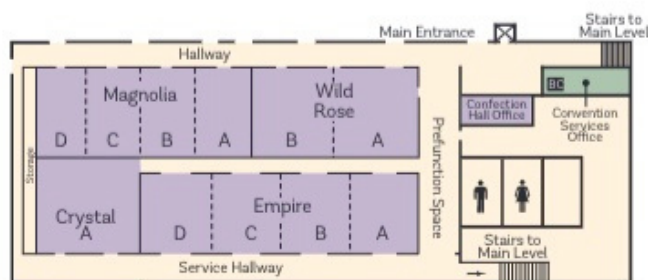 Stairs to
Main Level
Main Entrance
Hallway
BC
Magnolia
Wild
Rose
Confection
Hall Office
Convention
Services
Office
D C B A B A
Prefunction Space
Storage
Crystal
A
Empire
D C B A
Stairs to
Main Level
Service Hallway